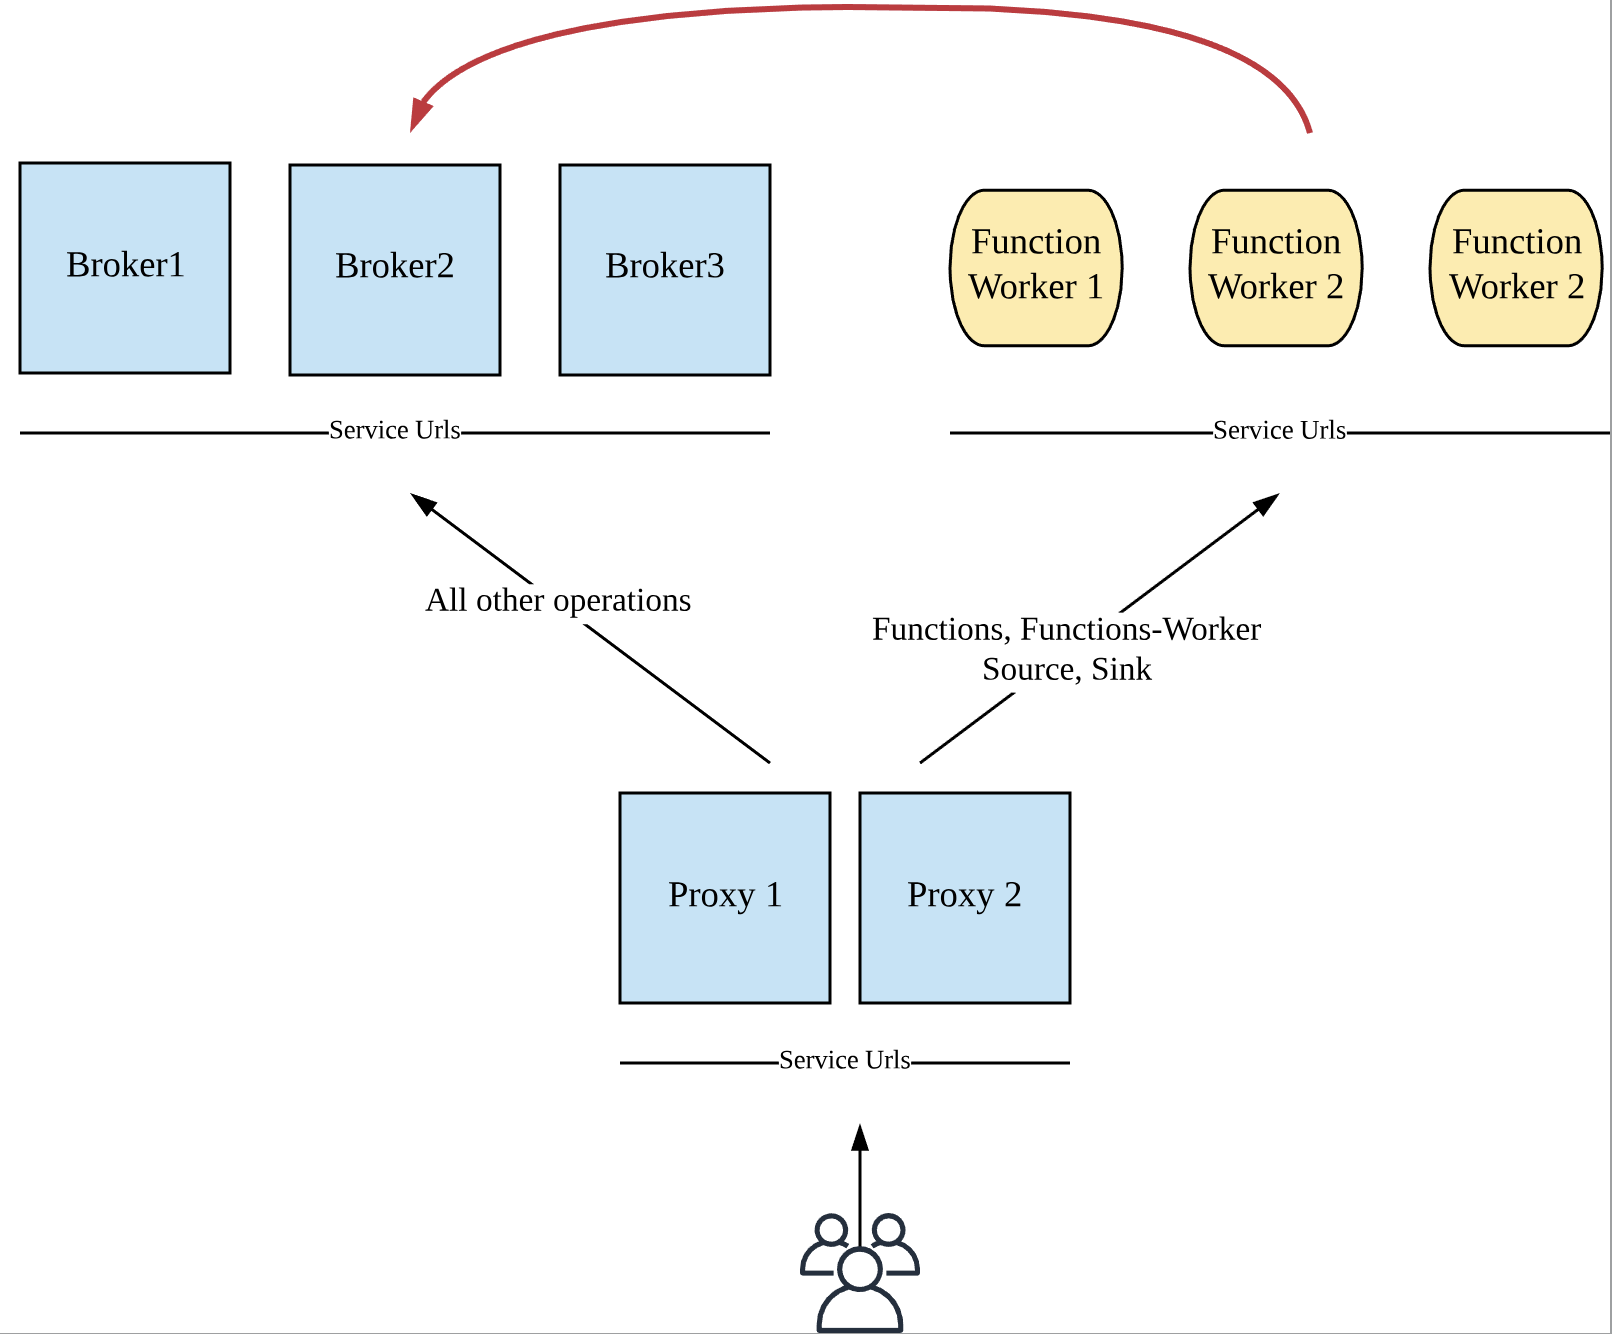 Broker1
Broker2
Broker3
Function
Worker 1
Function
Worker 2
Function
Worker 2
Service Urls
Service Urls
All other operations
Functions, Functions-Worker
Source, Sink
Proxy 1
Proxy 2
Service Urls